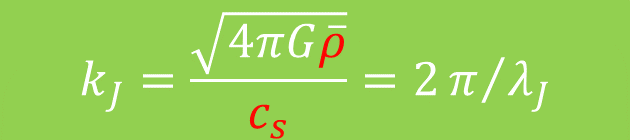 k_J = √(4πGρ̄) / c_s = 2 π/λ_J